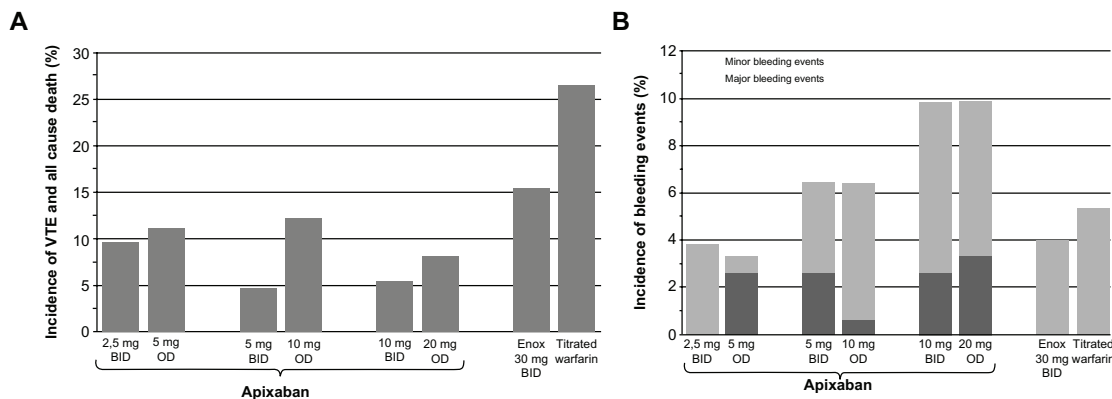 A
Incidence of VTE and all cause death (%)
30
25
20
15
10
5
0
2,5 mg BID
5 mg OD
5 mg BID
10 mg OD
10 mg BID
20 mg OD
Enox 30 mg BID
Titrated warfarin
Apixaban
B
Incidence of bleeding events (%)
12
10
8
6
4
2
0
Minor bleeding events
Major bleeding events
2,5 mg BID
5 mg OD
5 mg BID
10 mg OD
10 mg BID
20 mg OD
Enox 30 mg BID
Titrated warfarin
Apixaban